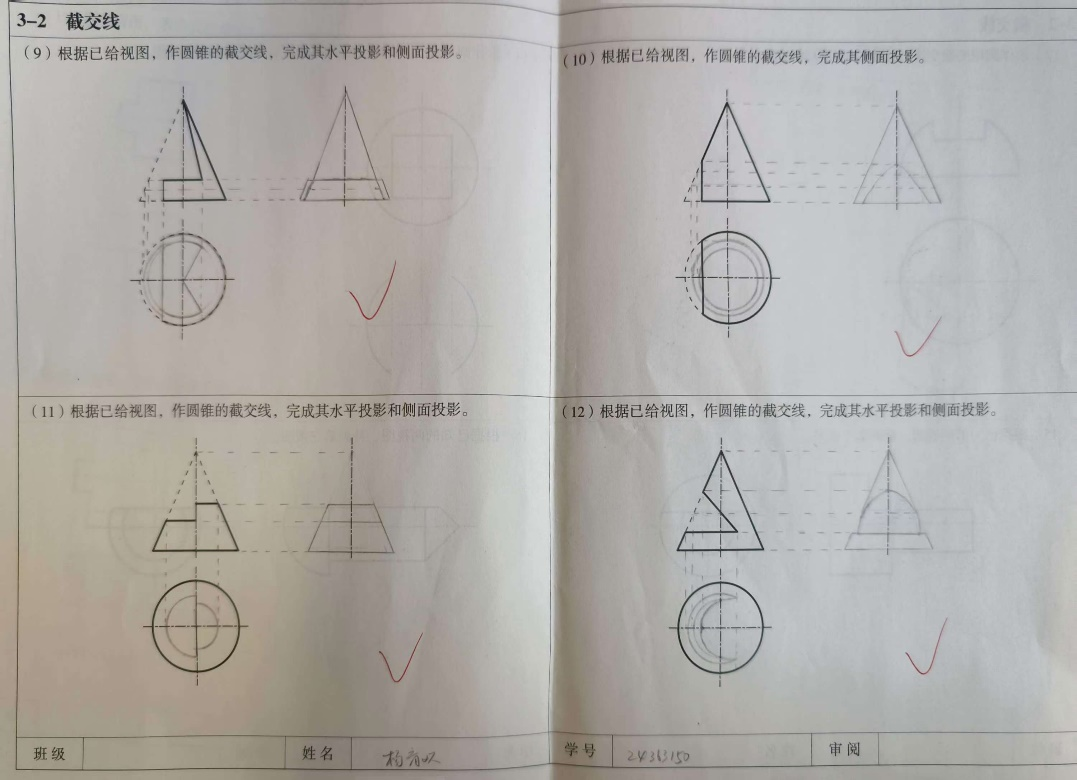 3-2 截交线
(9)根据已给视图，作圆锥的截交线，完成其水平投影和侧面投影。
(10)根据已给视图，作圆锥的截交线，完成其侧面投影。
(11)根据已给视图，作圆锥的截交线，完成其水平投影和侧面投影。
(12)根据已给视图，作圆锥的截交线，完成其水平投影和侧面投影。
班级 姓名 学号 审阅